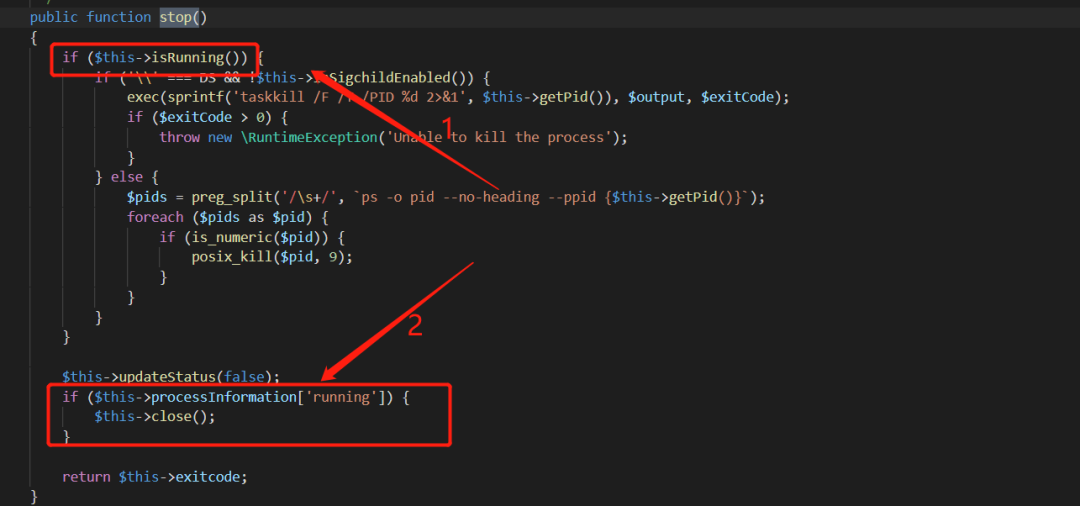 public function stop()
{
if ($this->isRunning()) {
if ('\\' === DS && !$this->isSigchildEnabled()) {
exec(sprintf('taskkill /F /T /PID %d 2>&1', $this->getPid()), $output, $exitCode);
if ($exitCode > 0) {
throw new \RuntimeException('Unable to kill the process');
}
} else {
$pids = preg_split('/\s+/', `ps -o pid --no-heading --ppid {$this->getPid()}`);
foreach ($pids as $pid) {
if (is_numeric($pid)) {
posix_kill($pid, 9);
}
}
}
}
$this->updateStatus(false);
if ($this->processInformation['running']) {
$this->close();
}
return $this->exitcode;
}
1
2